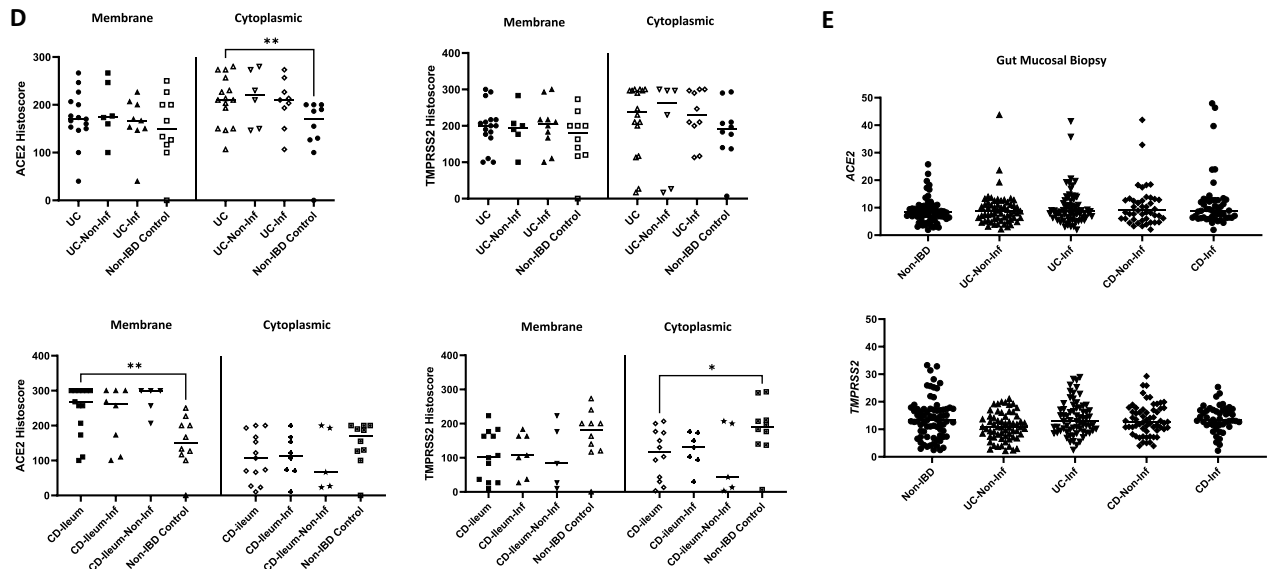 D
Membrane
Cytoplasmic
**
ACE2 Histoscore
300
200
100
0
UC
UC-Non-Inf
UC-Inf
Non-IBD Control
UC
UC-Non-Inf
UC-Inf
Non-IBD Control
Membrane
Cytoplasmic
TMPRSS2 Histoscore
400
300
200
100
0
UC
UC-Non-Inf
UC-Inf
Non-IBD Control
UC
UC-Non-Inf
UC-Inf
Non-IBD Control
E
Gut Mucosal Biopsy
ACE2
50
40
30
20
10
0
Non-IBD
UC-Non-Inf
UC-Inf
CD-Non-Inf
CD-Inf
Membrane
Cytoplasmic
**
ACE2 Histoscore
400
300
200
100
0
CD-ileum
CD-Ileum-Inf
CD-Ileum-Non-Inf
Non-IBD Control
CD-ileum
CD-Ileum-Inf
CD-Ileum-Non-Inf
Non-IBD Control
Membrane
Cytoplasmic
*
TMPRSS2 Histoscore
400
300
200
100
0
CD-ileum
CD-Ileum-Inf
CD-Ileum-Non-Inf
Non-IBD Control
CD-ileum
CD-Ileum-Inf
CD-Ileum-Non-Inf
Non-IBD Control
TMPRSS2
50
40
30
20
10
0
Non-IBD
UC-Non-Inf
UC-Inf
CD-Non-Inf
CD-Inf